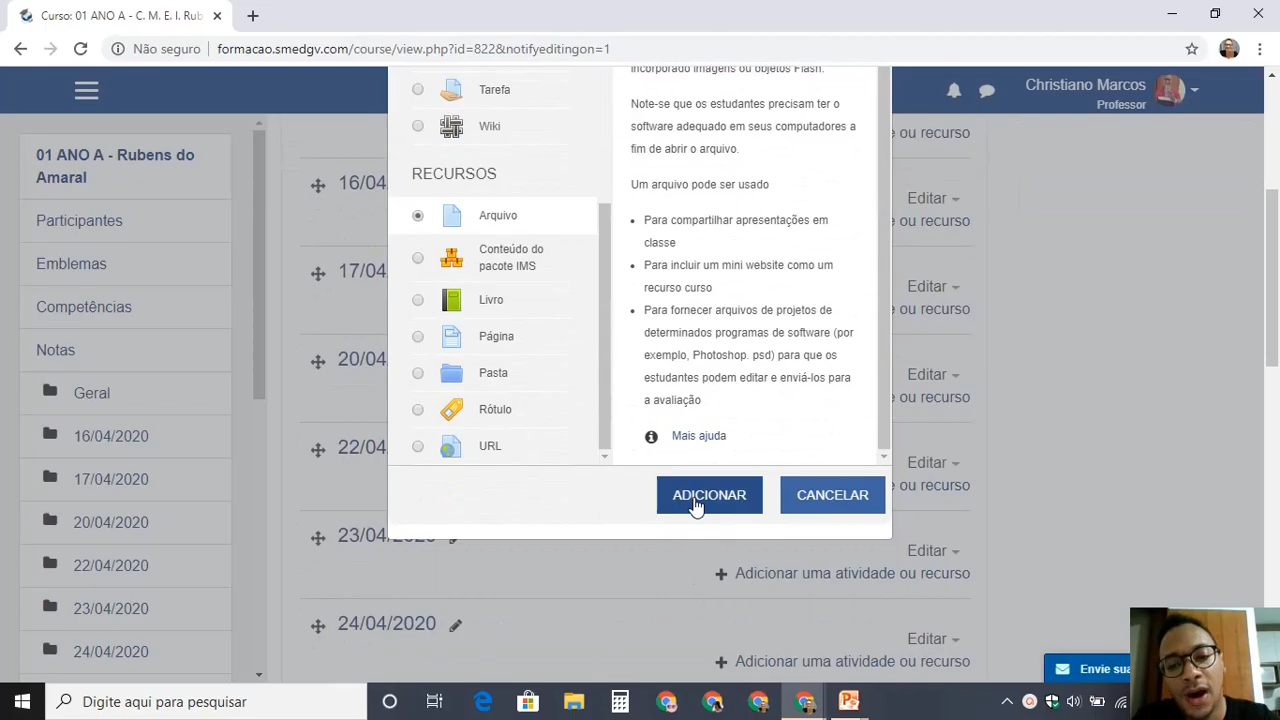 Curso: 01 ANO A - C. M. E. I. Rub
Não seguro
formacao.smedgv.com/course/view.php?id=822&notifyeditingon=1
Christiano Marcos
Professor
01 ANO A - Rubens do
Amaral
Participantes
Emblemas
Competências
Notas
Geral
16/04/2020
17/04/2020
20/04/2020
22/04/2020
23/04/2020
24/04/2020
ou recurso
16/04
Editar
ou recurso
17/04
Editar
ou recurso
20/04
Editar
ou recurso
22/04
Editar
ou recurso
23/04/2020
Editar
Adicionar uma atividade ou recurso
24/04/2020
Editar
Adicionar uma atividade ou recurso
Tarefa
Wiki
RECURSOS
Arquivo
Conteúdo do
pacote IMS
Livro
Página
Pasta
Rótulo
URL
incorporado imagens ou objetos Flash.
Note-se que os estudantes precisam ter o
software adequado em seus computadores a
fim de abrir o arquivo.
Um arquivo pode ser usado
Para compartilhar apresentações em
classe
Para incluir um mini website como um
recurso curso
Para fornecer arquivos de projetos de
determinados programas de software (por
exemplo, Photoshop. psd) para que os
estudantes podem editar e enviá-los para
a avaliação
Mais ajuda
ADICIONAR
CANCELAR
Envie sua
Digite aqui para pesquisar